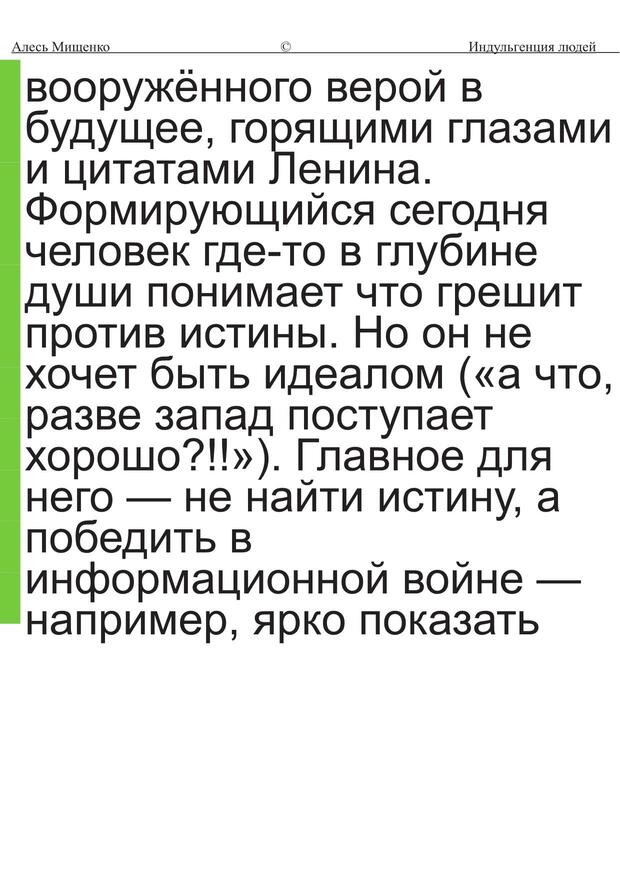 Алесь Мищенко © Индульгенция людей
вооружённого верой в
будущее, горящими глазами
и цитатами Ленина.
Формирующийся сегодня
человек где-то в глубине
души понимает что грешит
против истины. Но он не
хочет быть идеалом («а что,
разве запад поступает
хорошо?!!»). Главное для
него — не найти истину, а
победить в
информационной войне —
например, ярко показать